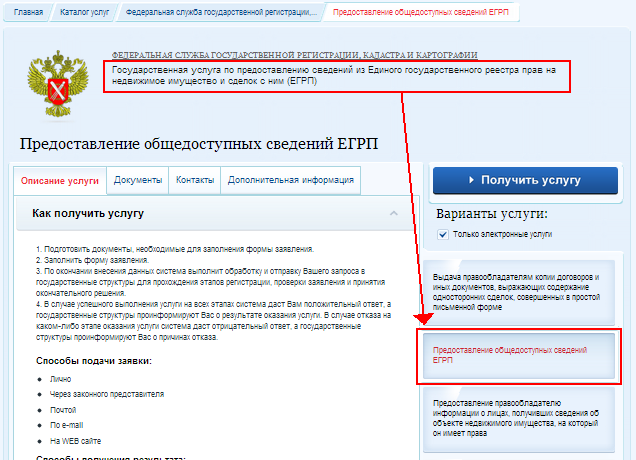 Главная
Каталог услуг
Федеральная служба государственной регистрации,...
Предоставление общедоступных сведений ЕГРП
ФЕДЕРАЛЬНАЯ СЛУЖБА ГОСУДАРСТВЕННОЙ РЕГИСТРАЦИИ, КАДАСТРА И КАРТОГРАФИИ
Государственная услуга по предоставлению сведений из Единого государственного реестра прав на
недвижимое имущество и сделок с ним (ЕГРП)
Предоставление общедоступных сведений ЕГРП
Описание услуги
Документы
Контакты
Дополнительная информация
Как получить услугу
1. Подготовить документы, необходимые для заполнения формы заявления.
2. Заполнить форму заявления.
3. По окончании внесения данных система выполнит обработку и отправку Вашего запроса в
государственные структуры для прохождения этапов регистрации, проверки заявления и принятия
окончательного решения.
4. В случае успешного выполнения услуги на всех этапах система даст Вам положительный ответ, а
государственные структуры проинформируют Вас о результате оказания услуги. В случае отказа на
каком-либо этапе оказания услуги система даст отрицательный ответ, а государственные
структуры проинформируют Вас о причинах отказа.
Способы подачи заявки:
Лично
Через законного представителя
Почтой
По e-mail
На WEB сайте
Способы получения результата:
Получить услугу
Варианты услуги:
Только электронные услуги
Выдача правообладателям копии договоров и
иных документов, выражающих содержание
односторонних сделок, совершенных в простой
письменной форме
Предоставление общедоступных сведений
ЕГРП
Предоставление правообладателю
информации о лицах, получивших сведения об
объекте недвижимого имущества, на который
он имеет права